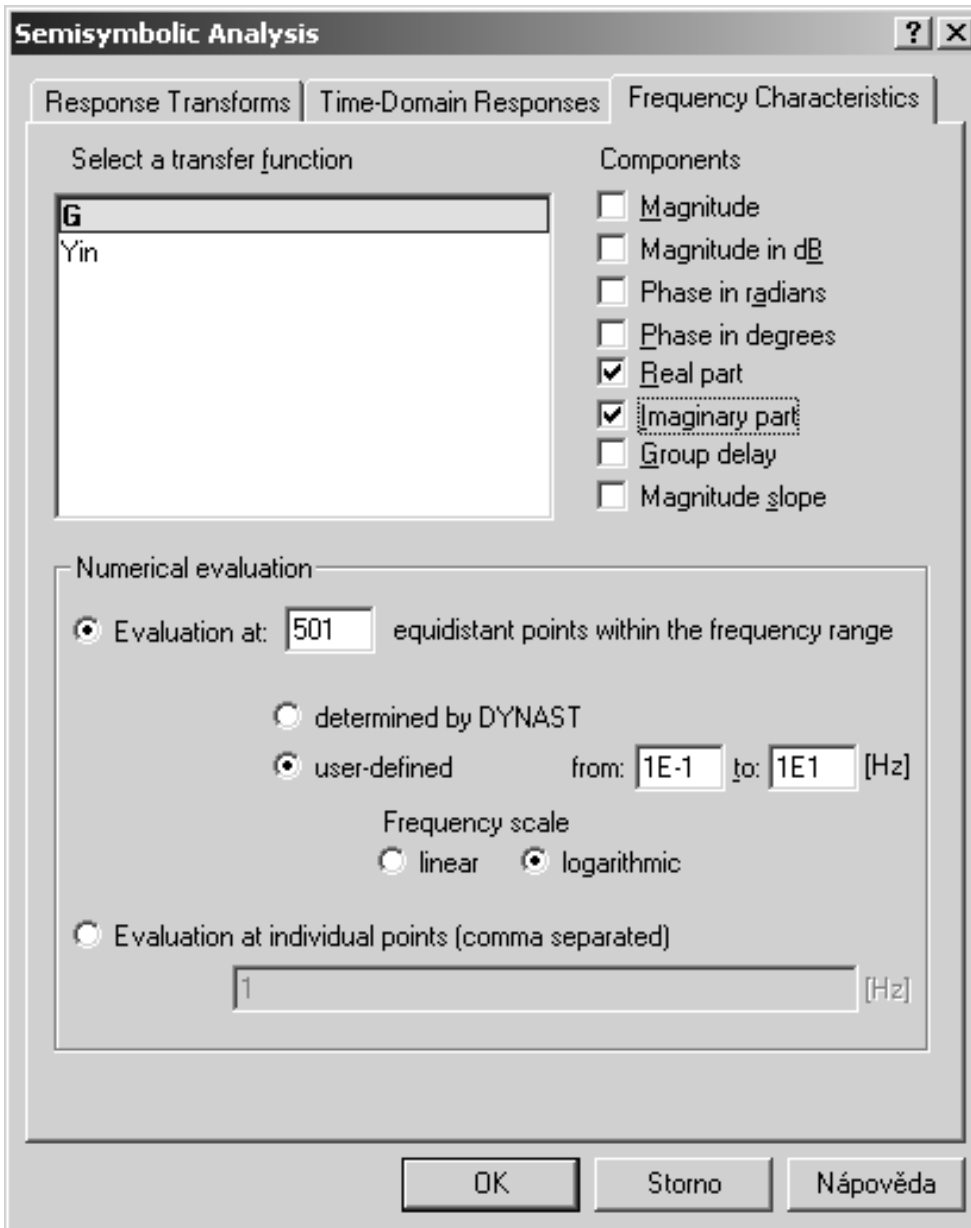 Semisymbolic Analysis
Response Transforms Time-Domain Responses Frequency Characteristics
Select a transfer function
G
Yin
Components
Magnitude
Magnitude in dB
Phase in radians
Phase in degrees
Real part
Imaginary part
Group delay
Magnitude slope
Numerical evaluation
Evaluation at: 501 equidistant points within the frequency range
determined by DYNAST
user-defined from: 1E-1 to: 1E1 [Hz]
Frequency scale
linear logarithmic
Evaluation at individual points (comma separated)
1 [Hz]
OK Storno Nápověda